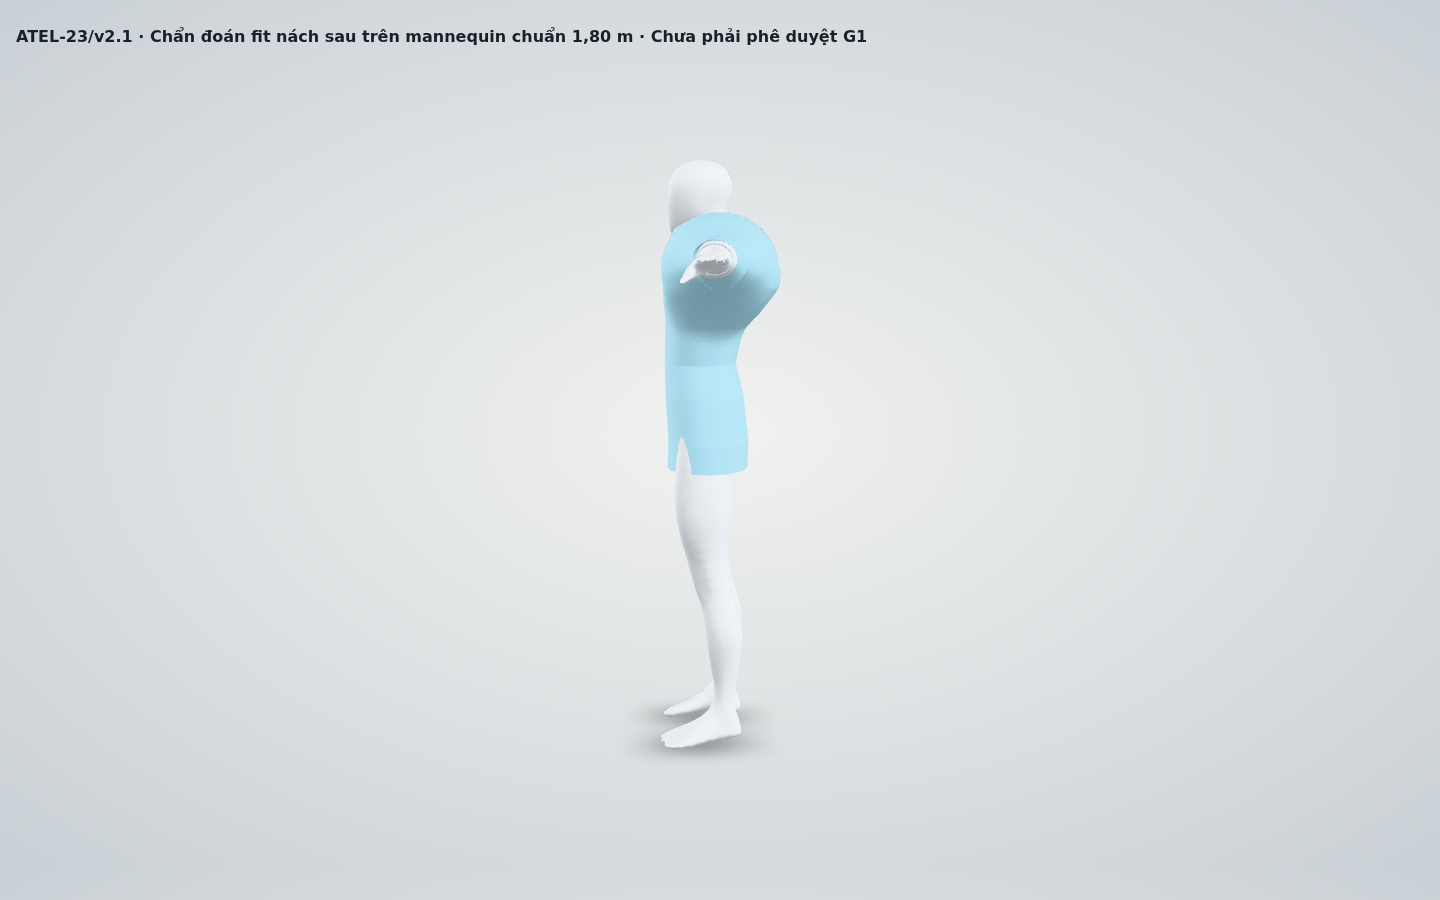 ATEL-23/v2.1 · Chẩn đoán fit nách sau trên mannequin chuẩn 1,80 m · Chưa phải phê duyệt G1